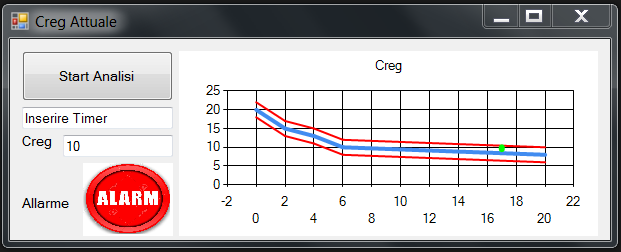 Creg Attuale
Start Analisi
Inserire Timer
Creg 10
Allarme ALARM
Creg
25
20
15
10
5
0
-2 2 6 10 14 18 22
0 4 8 12 16 20